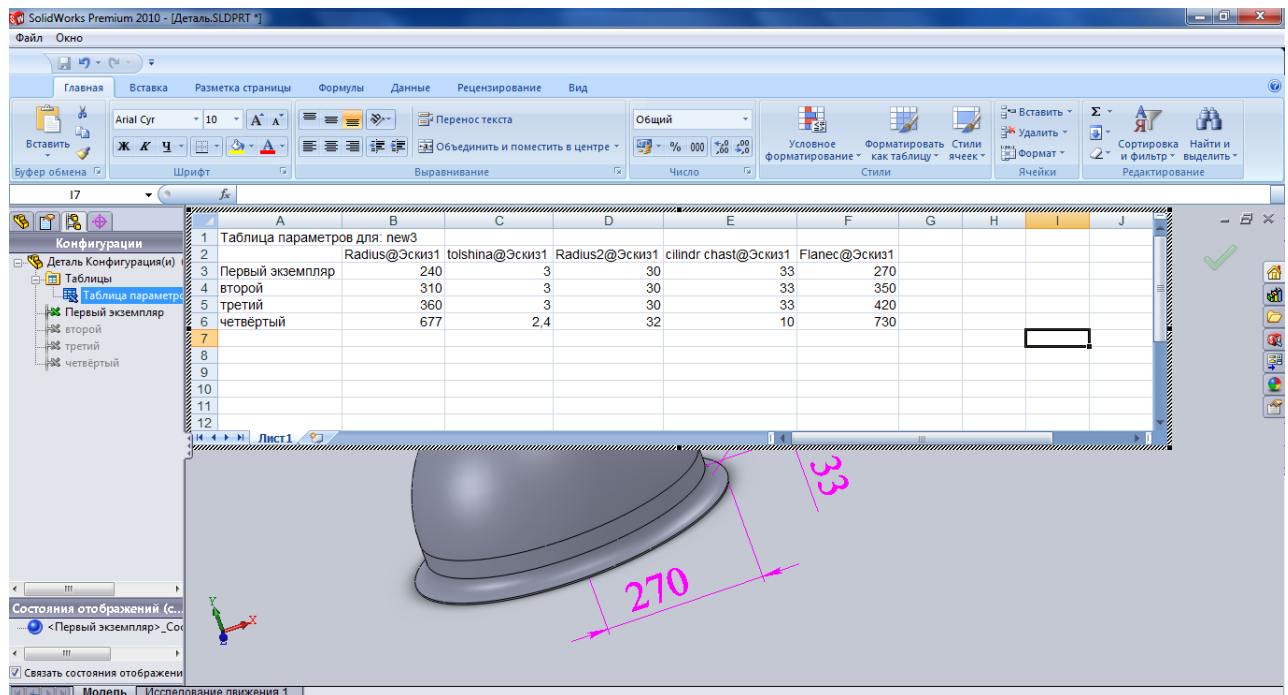 SolidWorks Premium 2010 - [Деталь.SLDPRT *]
Файл Окно
Главная Вставка Разметка страницы Формулы Данные Рецензирование Вид
Вставить
Arial Cyr 10
Ж К Ч
Перенос текста
Объединить и поместить в центре
Общий
% 000
Условное форматирование
Форматировать как таблицу
Стили ячеек
Вставить
Удалить
Формат
Σ
Сортировка и фильтр
Найти и выделить
Буфер обмена Шрифт Выравнивание Число Стили Ячейки Редактирование
I7 fx
Конфигурации
Деталь Конфигурация(и) (
Таблицы
Таблица параметро
Первый экземпляр
второй
третий
четвёртый
A B C D E F G H I J
1 Таблица параметров для: new3
2 Radius@Эскиз1 tolshina@Эскиз1 Radius2@Эскиз1 cilindr chast@Эскиз1 Flanec@Эскиз1
3 Первый экземпляр 240 3 30 33 270
4 второй 310 3 30 33 350
5 третий 360 3 30 33 420
6 четвёртый 677 2,4 32 10 730
7
8
9
10
11
12
Лист1
33
270
Y
X
Z
Состояния отображений (с...
<Первый экземпляр>_Сос
Связать состояния отображени
Модель Исследование движения 1